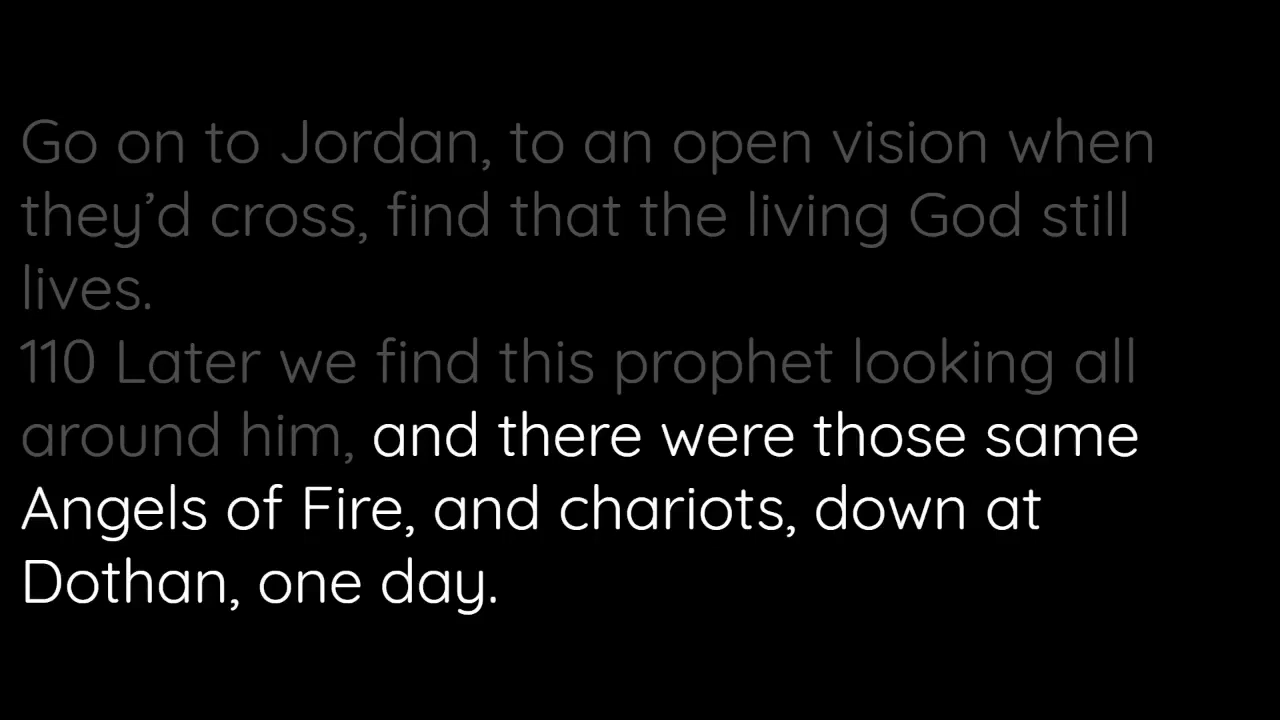 Go on to Jordan, to an open vision when
they’d cross, find that the living God still
lives.
110 Later we find this prophet looking all
around him, and there were those same
Angels of Fire, and chariots, down at
Dothan, one day.